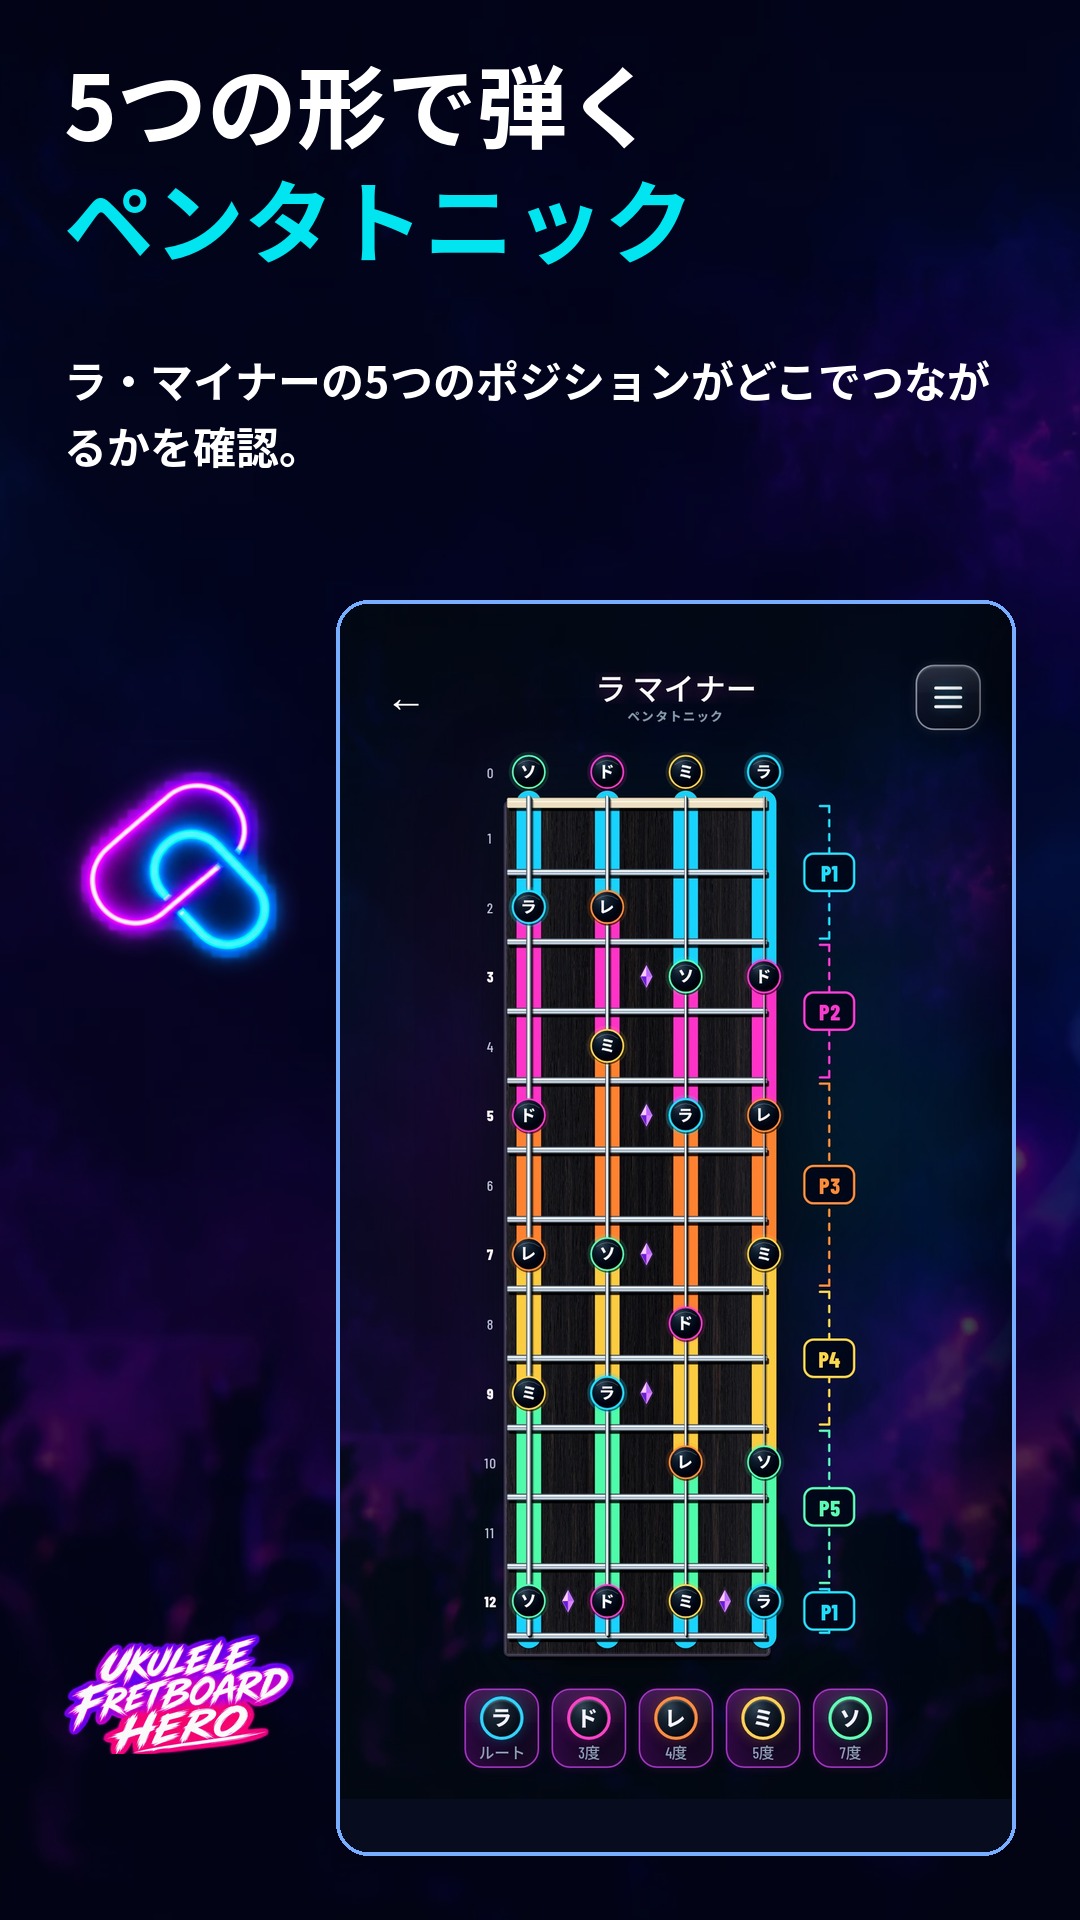 5つの形で弾く
ペンタトニック
ラ・マイナーの5つのポジションがどこでつなが
るかを確認。
←
ラ マイナー
ペンタトニック
0 ソ ド ミ ラ
1
P1
2 ラ レ
3 ソ ド
P2
4 ミ
5 ド ラ レ
6
P3
7 レ ソ ミ
8 ド
P4
9 ミ ラ
10 レ ソ
P5
11
12 ソ ド ミ ラ
P1
ラ ド レ ミ ソ
ルート 3度 4度 5度 7度
UKULELE
FRETBOARD
HERO